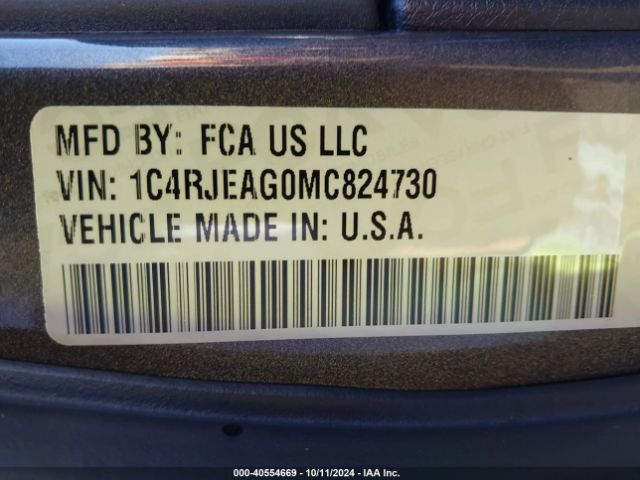 MFD BY: FCA US LLC
VIN: 1C4RJEAG0MC824730
VEHICLE MADE IN: U.S.A.
000-40554669 - 10/11/2024 - IAA Inc.